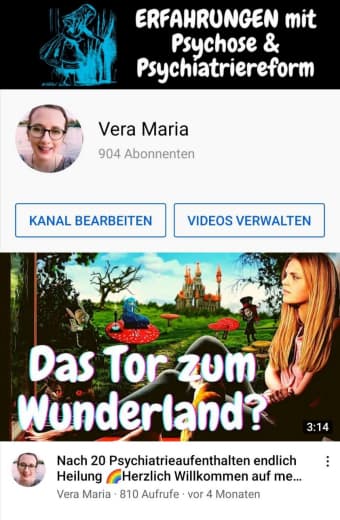 ERFAHRUNGEN mit
Psychose &
Psychiatriereform
Vera Maria
904 Abonnenten
KANAL BEARBEITEN
VIDEOS VERWALTEN
Das Tor zum
Wunderland?
3:14
Nach 20 Psychiatrieaufenthalten endlich
Heilung 🌈Herzlich Willkommen auf me...
Vera Maria · 810 Aufrufe · vor 4 Monaten